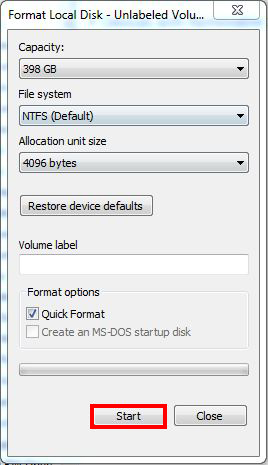 Format Local Disk - Unlabeled Volu...
Capacity:
398 GB
File system
NTFS (Default)
Allocation unit size
4096 bytes
Restore device defaults
Volume label
Format options
Quick Format
Create an MS-DOS startup disk
Start
Close